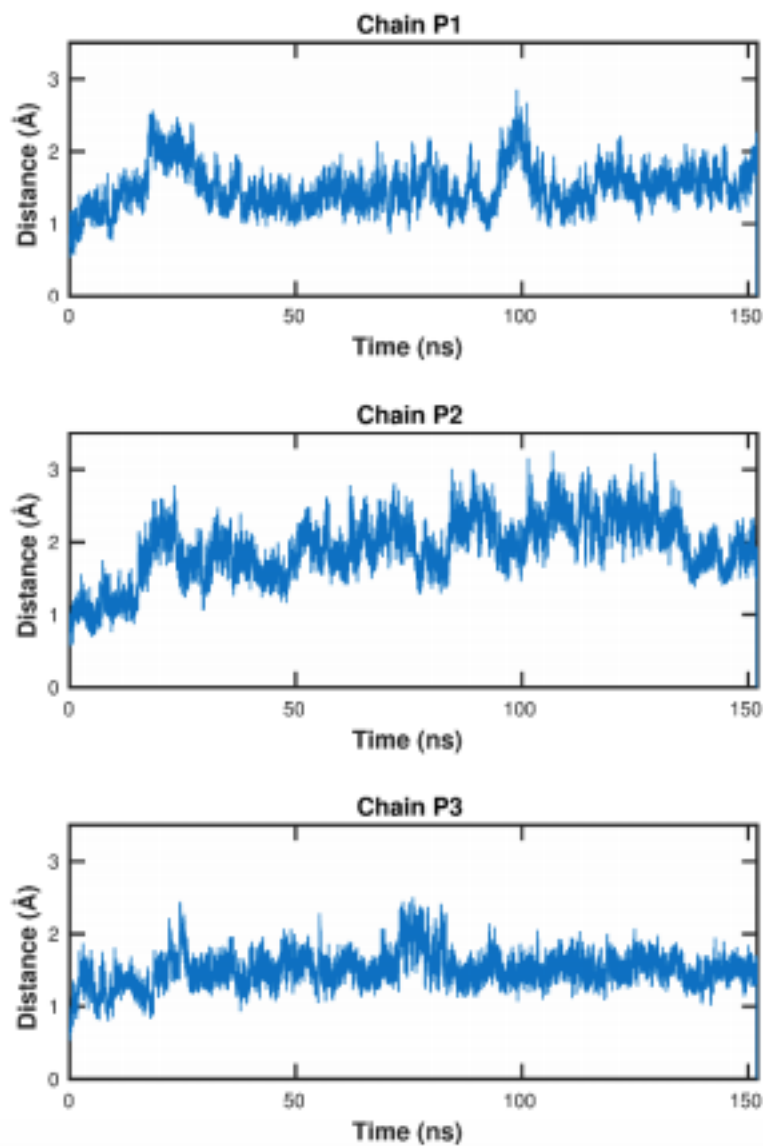 Chain P1
3
2
1
0
Distance (Å)
0 50 100 150
Time (ns)
Chain P2
3
2
1
0
Distance (Å)
0 50 100 150
Time (ns)
Chain P3
3
2
1
0
Distance (Å)
0 50 100 150
Time (ns)